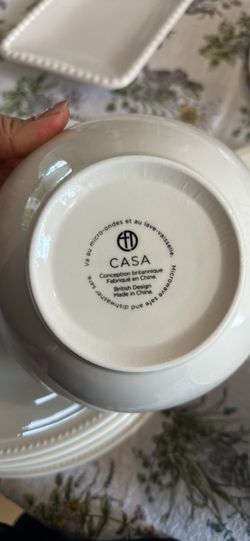 Va au micro-ondes et au lave-vaisselle.
CASA
Conception britannique
Fabriqué en Chine.
British Design
Made in China.
Microwave safe and dishwasher safe.